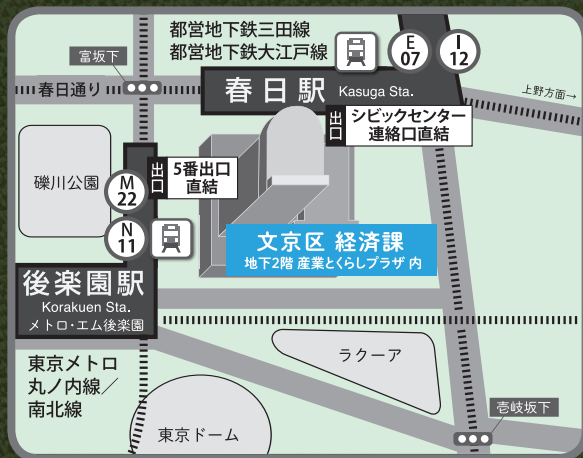 都営地下鉄三田線
都営地下鉄大江戸線
E
07
I
12
富坂下
春日通り
春日駅 Kasuga Sta.
上野方面→
出口
シビックセンター
連絡口直結
出口
5番出口
直結
礫川公園
M
22
N
11
文京区 経済課
地下2階 産業とくらしプラザ 内
後楽園駅
Korakuen Sta.
メトロ・エム後楽園
東京メトロ
丸ノ内線／
南北線
ラクーア
東京ドーム
壱岐坂下